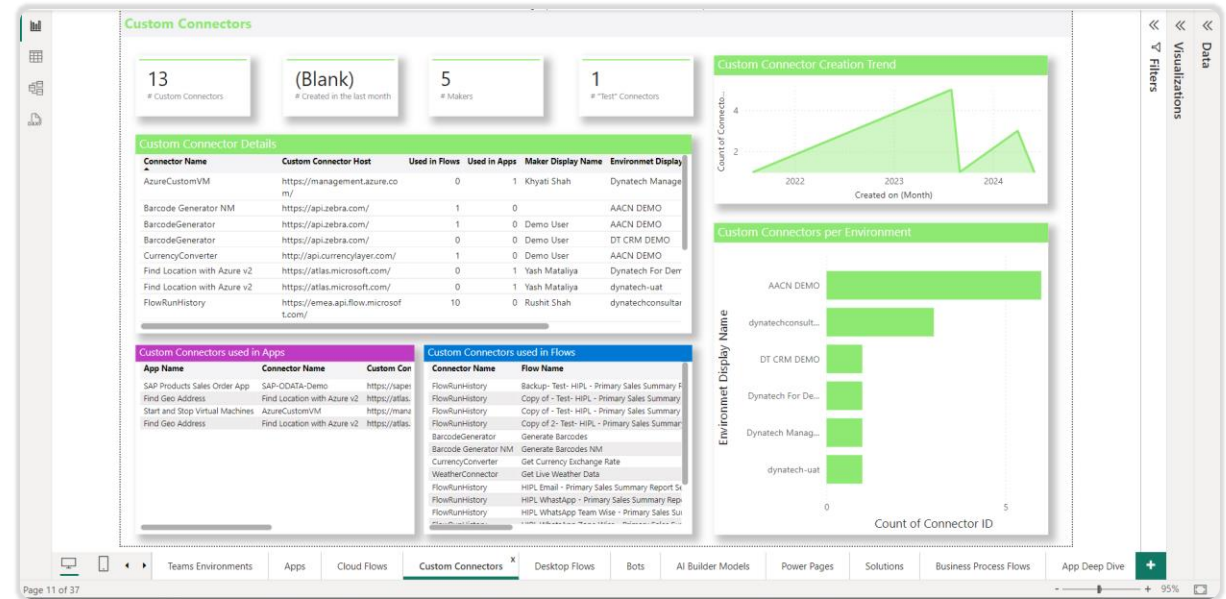 Custom Connectors
13
# Custom Connectors
(Blank)
# Created in the last month
5
# Makers
1
# "Test" Connectors
Custom Connector Details
Connector Name Custom Connector Host Used in Flows Used in Apps Maker Display Name Environmet Display
AzureCustomVM https://management.azure.co 0 1 Khyati Shah Dynatech Manage
m/
Barcode Generator NM https://api.zebra.com/ 1 0 AACN DEMO
BarcodeGenerator https://api.zebra.com/ 1 0 Demo User AACN DEMO
BarcodeGenerator https://api.zebra.com/ 0 0 Demo User DT CRM DEMO
CurrencyConverter http://api.currencylayer.com/ 1 0 Demo User AACN DEMO
Find Location with Azure v2 https://atlas.microsoft.com/ 0 1 Yash Mataliya Dynatech For Dem
Find Location with Azure v2 https://atlas.microsoft.com/ 0 1 Yash Mataliya dynatech-uat
FlowRunHistory https://emea.api.flow.microsof 10 0 Rushit Shah dynatechconsultar
t.com/
Custom Connectors used in Apps
App Name Connector Name Custom Con
SAP Products Sales Order App SAP-ODATA-Demo https://sapes
Find Geo Address Find Location with Azure v2 https://atlas.
Start and Stop Virtual Machines AzureCustomVM https://mana
Find Geo Address Find Location with Azure v2 https://atlas.
Custom Connectors used in Flows
Connector Name Flow Name
FlowRunHistory Backup- Test- HIPL - Primary Sales Summary F
FlowRunHistory Copy of - Test- HIPL - Primary Sales Summary
FlowRunHistory Copy of - Test- HIPL - Primary Sales Summary
FlowRunHistory Copy of 2- Test- HIPL - Primary Sales Summar
BarcodeGenerator Generate Barcodes
Barcode Generator NM Generate Barcodes NM
CurrencyConverter Get Currency Exchange Rate
WeatherConnector Get Live Weather Data
FlowRunHistory HIPL Email - Primary Sales Summary Report Se
FlowRunHistory HIPL WhastApp - Primary Sales Summary Rep
FlowRunHistory HIPL WhatsApp Team Wise - Primary Sales Su
Custom Connector Creation Trend
Count of Connecto...
4
2
2022 2023 2024
Created on (Month)
Custom Connectors per Environment
Environmet Display Name
AACN DEMO
dynatechconsult...
DT CRM DEMO
Dynatech For De...
Dynatech Manag...
dynatech-uat
0 5
Count of Connector ID
Filters
Visualizations
Data
Teams Environments Apps Cloud Flows Custom Connectors x Desktop Flows Bots AI Builder Models Power Pages Solutions Business Process Flows App Deep Dive +
Page 11 of 37
- + 95%